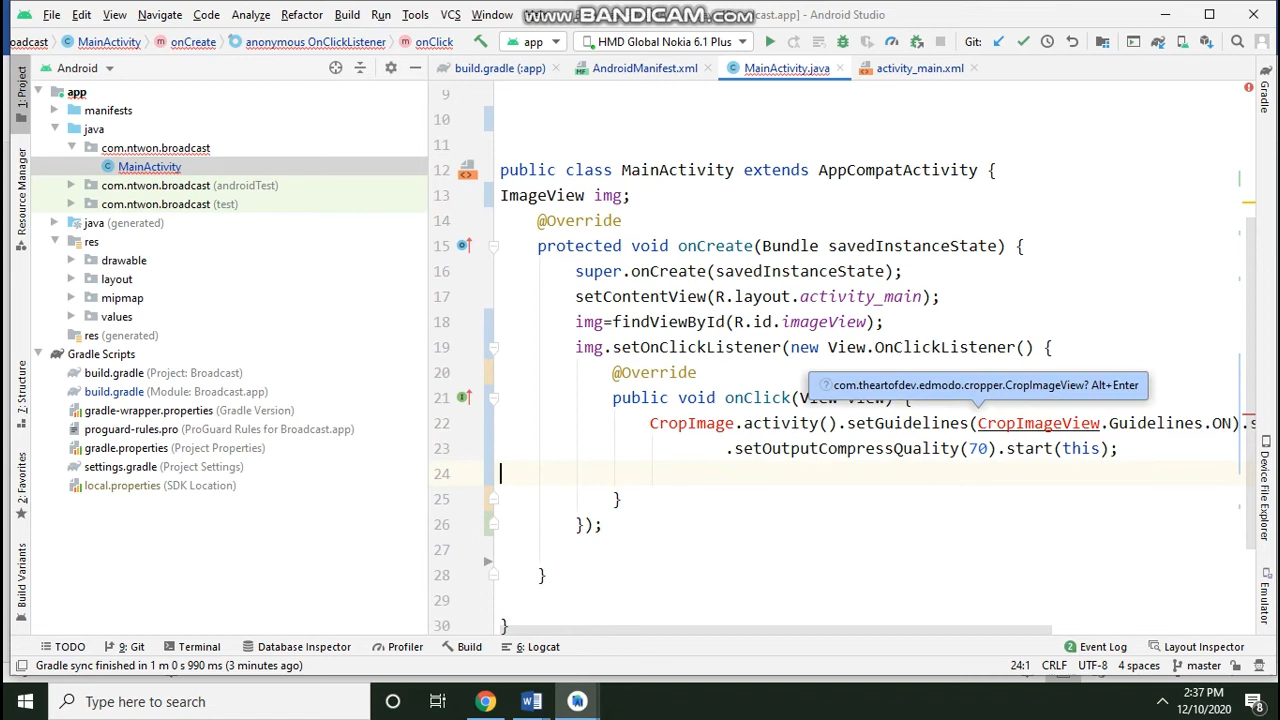 File Edit View Navigate Code Analyze Refactor Build Run Tools VCS Window
www.BANDICAM.com
cast.app] - Android Studio
oadcast MainActivity onCreate anonymous OnClickListener onClick app HMD Global Nokia 6.1 Plus Git:
Android
build.gradle (:app) AndroidManifest.xml MainActivity.java activity_main.xml
1: Project
Resource Manager
7: Structure
2: Favorites
Build Variants
app
manifests
java
com.ntwon.broadcast
MainActivity
com.ntwon.broadcast (androidTest)
com.ntwon.broadcast (test)
java (generated)
res
drawable
layout
mipmap
values
res (generated)
Gradle Scripts
build.gradle (Project: Broadcast)
build.gradle (Module: Broadcast.app)
gradle-wrapper.properties (Gradle Version)
proguard-rules.pro (ProGuard Rules for Broadcast.app)
gradle.properties (Project Settings)
settings.gradle (Project Settings)
local.properties (SDK Location)
9
10
11
12 public class MainActivity extends AppCompatActivity {
13 ImageView img;
14 @Override
15 protected void onCreate(Bundle savedInstanceState) {
16 super.onCreate(savedInstanceState);
17 setContentView(R.layout.activity_main);
18 img=findViewById(R.id.imageView);
19 img.setOnClickListener(new View.OnClickListener() {
20 @Override
? com.theartofdev.edmodo.cropper.CropImageView? Alt+Enter
21 public void onClick(View view) {
22 CropImage.activity().setGuidelines(CropImageView.Guidelines.ON).s
23 .setOutputCompressQuality(70).start(this);
24
25 }
26 });
27
28 }
29
30 }
Gradle
Device File Explorer
Emulator
TODO 9: Git Terminal Database Inspector Profiler Build 6: Logcat 2 Event Log Layout Inspector
Gradle sync finished in 1 m 0 s 990 ms (3 minutes ago) 24:1 CRLF UTF-8 4 spaces master
Type here to search
2:37 PM
12/10/2020
8